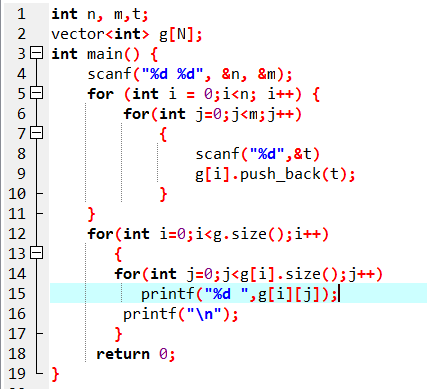 1 int n, m,t;
2 vector<int> g[N];
3 int main() {
4 scanf("%d %d", &n, &m);
5 for (int i = 0;i<n; i++) {
6 for(int j=0;j<m;j++)
7 {
8 scanf("%d",&t)
9 g[i].push_back(t);
10 }
11 }
12 for(int i=0;i<g.size();i++)
13 {
14 for(int j=0;j<g[i].size();j++)
15 printf("%d ",g[i][j]);
16 printf("\n");
17 }
18 return 0;
19 }